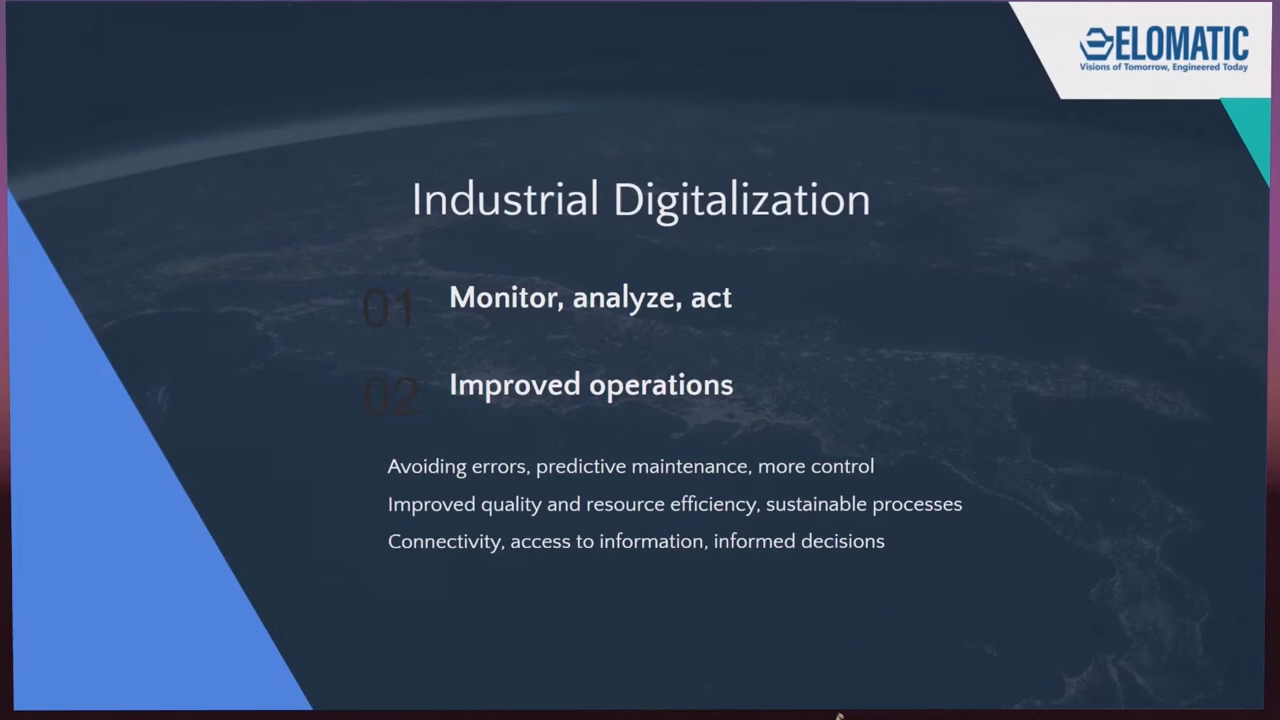 ELOMATIC
Visions of Tomorrow, Engineered Today
Industrial Digitalization
01 Monitor, analyze, act
02 Improved operations
Avoiding errors, predictive maintenance, more control
Improved quality and resource efficiency, sustainable processes
Connectivity, access to information, informed decisions